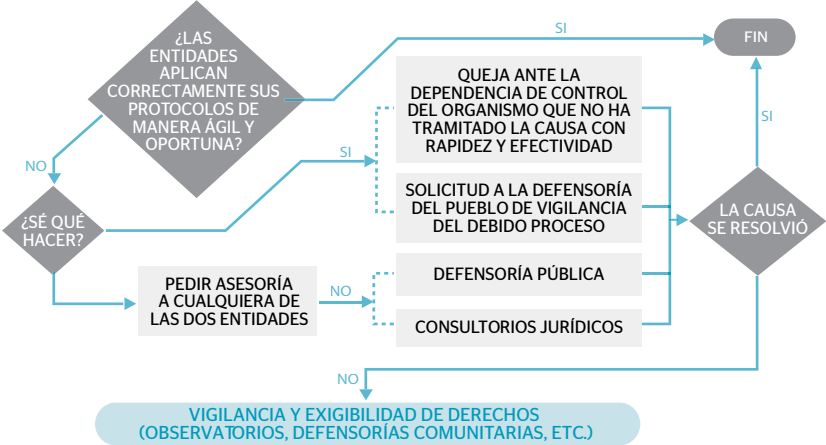 ¿LAS
ENTIDADES
APLICAN
CORRECTAMENTE SUS
PROTOCOLOS DE
MANERA ÁGIL Y
OPORTUNA?
SI
FIN
QUEJA ANTE LA
DEPENDENCIA DE CONTROL
DEL ORGANISMO QUE NO HA
TRAMITADO LA CAUSA CON
RAPIDEZ Y EFECTIVIDAD
SI
NO
SI
¿SÉ QUÉ
HACER?
SOLICITUD A LA DEFENSORÍA
DEL PUEBLO DE VIGILANCIA
DEL DEBIDO PROCESO
LA CAUSA
SE RESOLVIÓ
PEDIR ASESORÍA
A CUALQUIERA DE
LAS DOS ENTIDADES
NO
DEFENSORÍA PÚBLICA
CONSULTORIOS JURÍDICOS
NO
VIGILANCIA Y EXIGIBILIDAD DE DERECHOS
(OBSERVATORIOS, DEFENSORÍAS COMUNITARIAS, ETC.)